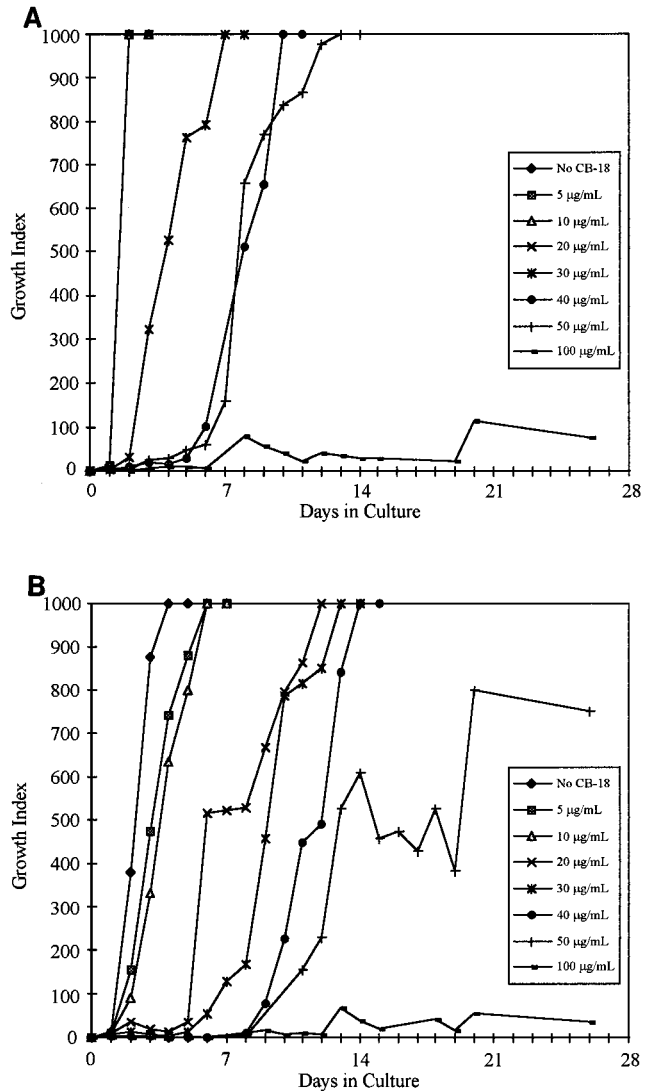 A
1000
900
800
700
600
500
400
300
200
100
0
Growth Index
0 7 14 21 28
Days in Culture
No CB-18
5 µg/mL
10 µg/mL
20 µg/mL
30 µg/mL
40 µg/mL
50 µg/mL
100 µg/mL
B
1000
900
800
700
600
500
400
300
200
100
0
Growth Index
0 7 14 21 28
Days in Culture
No CB-18
5 µg/mL
10 µg/mL
20 µg/mL
30 µg/mL
40 µg/mL
50 µg/mL
100 µg/mL